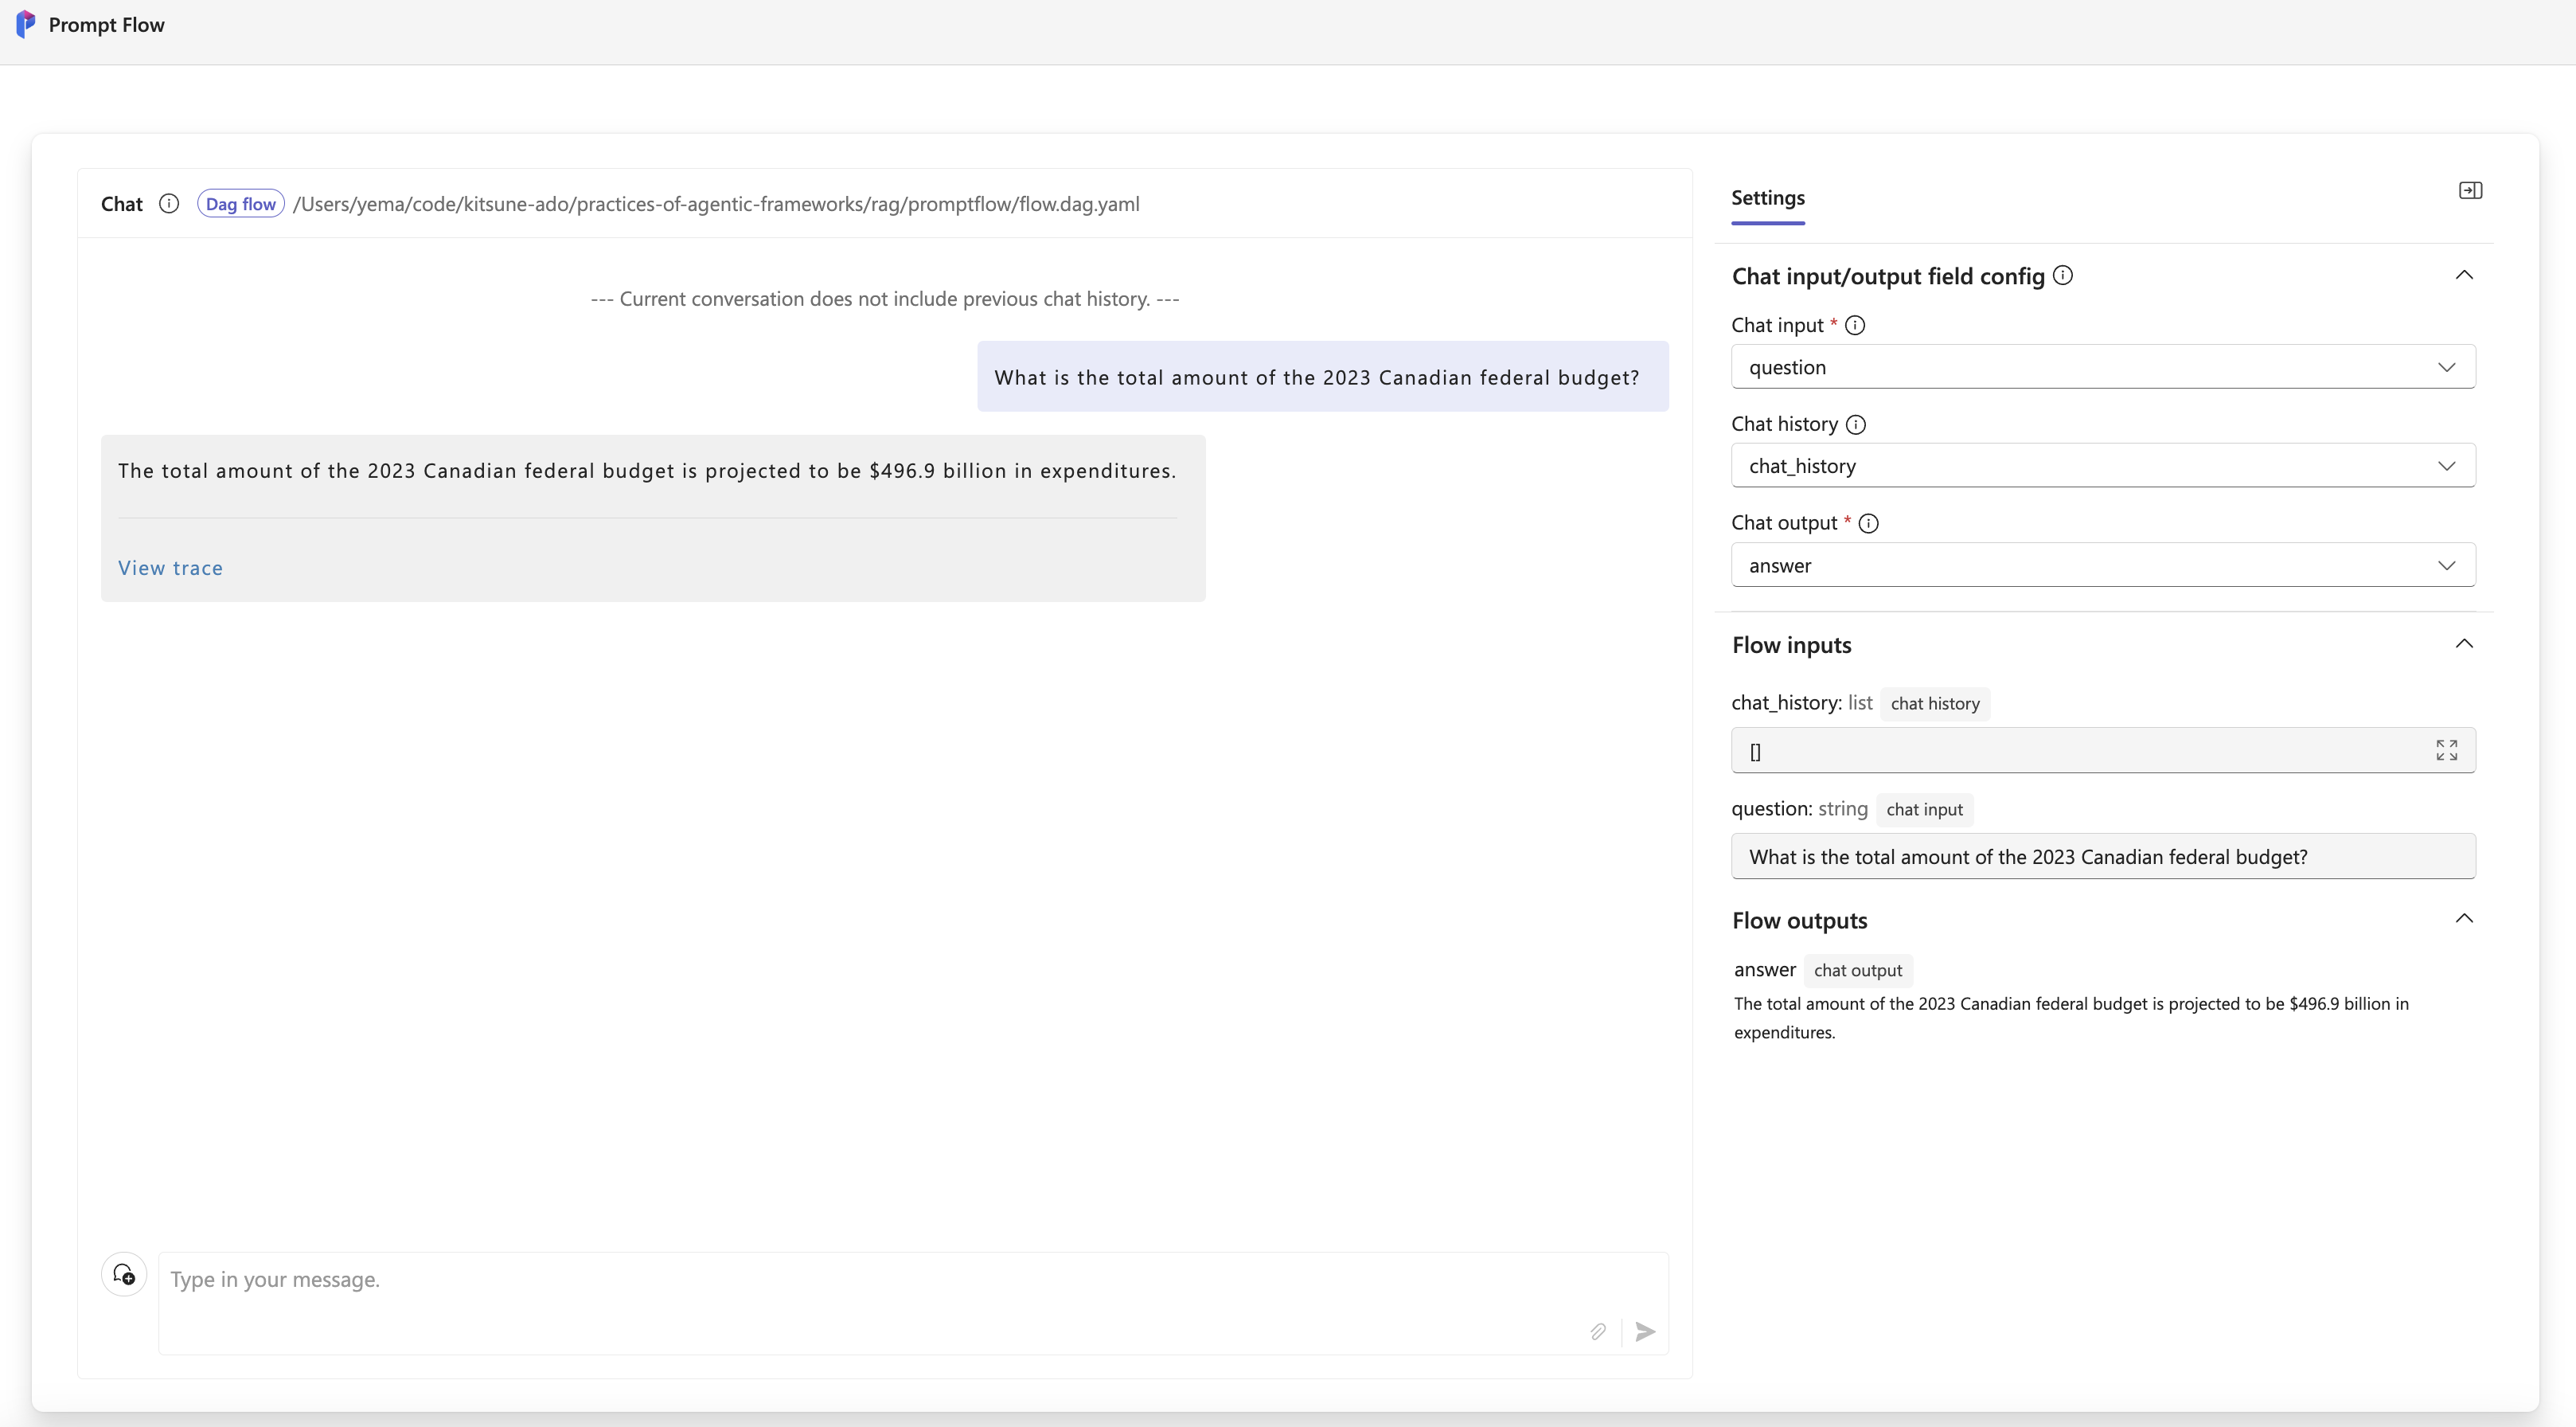 Prompt Flow
Chat Dag flow /Users/yema/code/kitsune-ado/practices-of-agentic-frameworks/rag/promptflow/flow.dag.yaml
--- Current conversation does not include previous chat history. ---
What is the total amount of the 2023 Canadian federal budget?
The total amount of the 2023 Canadian federal budget is projected to be $496.9 billion in expenditures.
View trace
Type in your message.
Settings
Chat input/output field config
Chat input *
question
Chat history
chat_history
Chat output *
answer
Flow inputs
chat_history: list chat history
[]
question: string chat input
What is the total amount of the 2023 Canadian federal budget?
Flow outputs
answer chat output
The total amount of the 2023 Canadian federal budget is projected to be $496.9 billion in
expenditures.